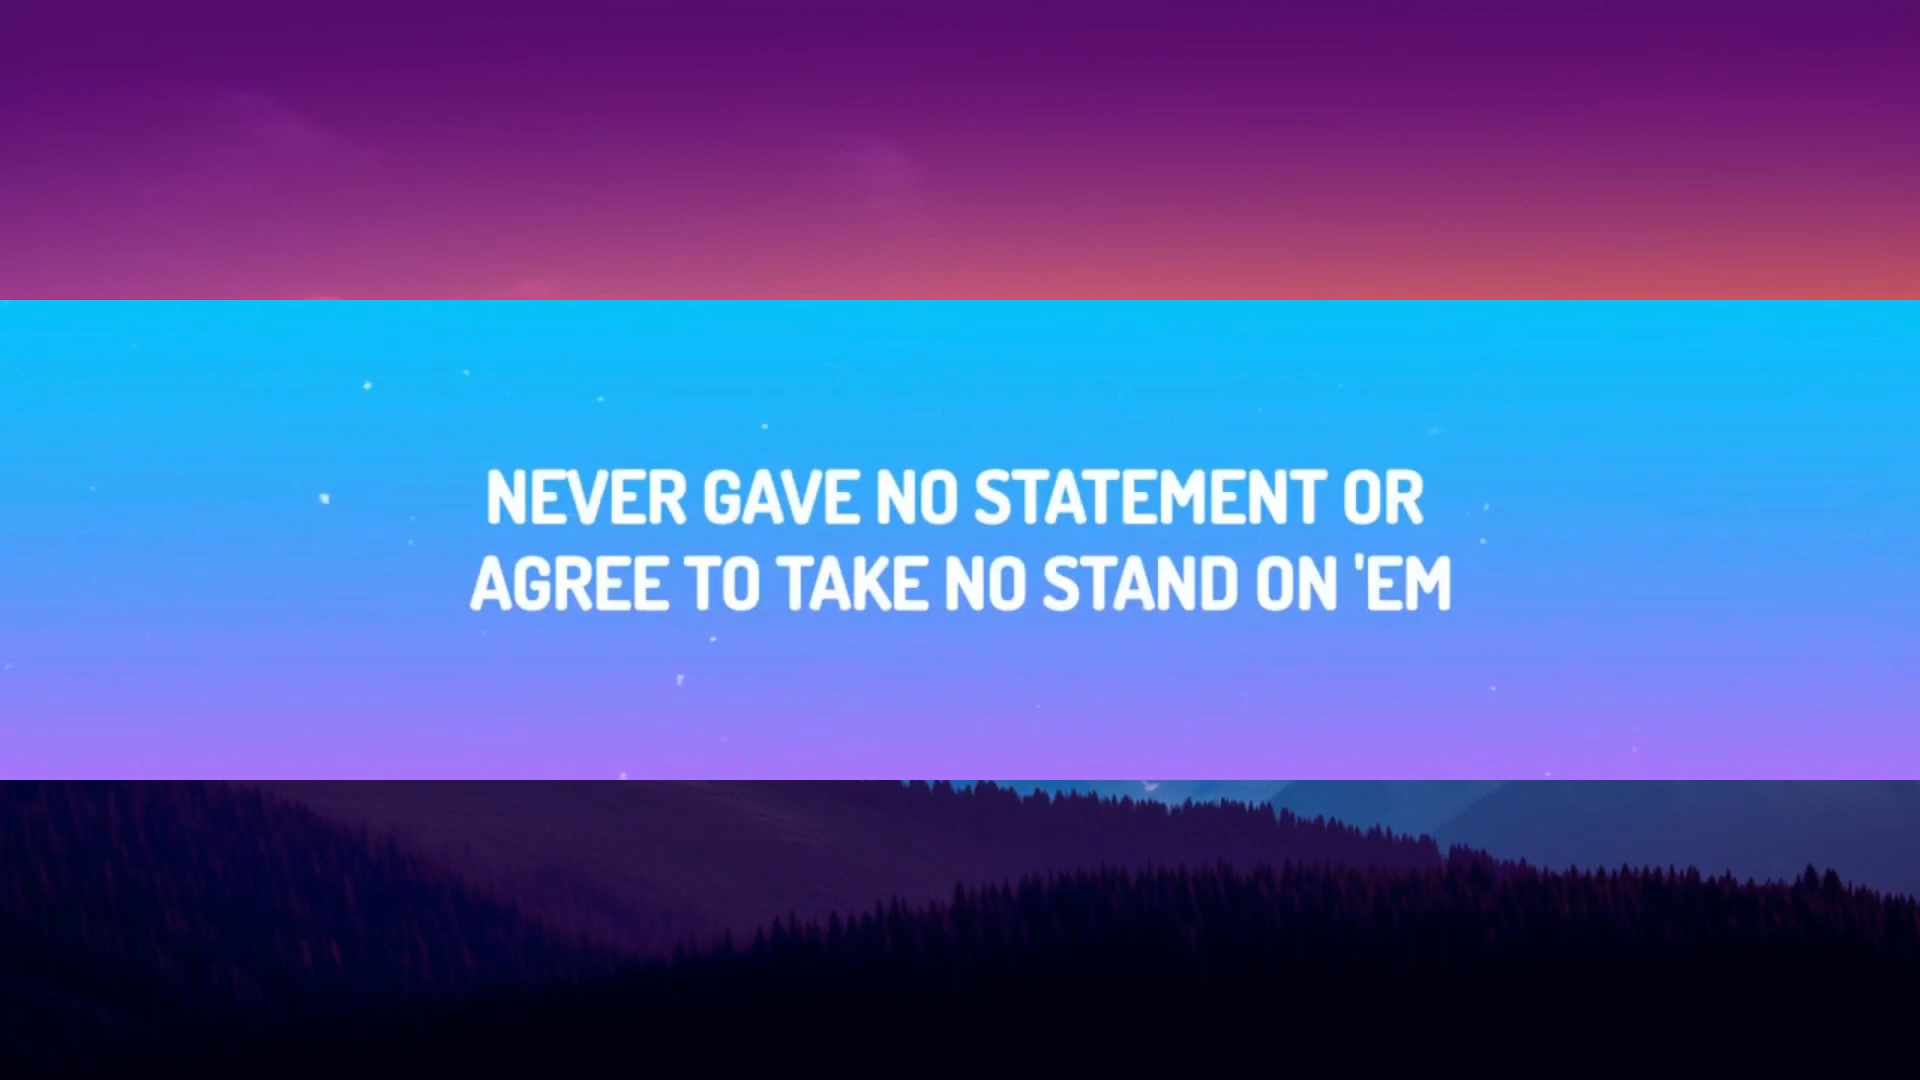 NEVER GAVE NO STATEMENT OR
AGREE TO TAKE NO STAND ON 'EM